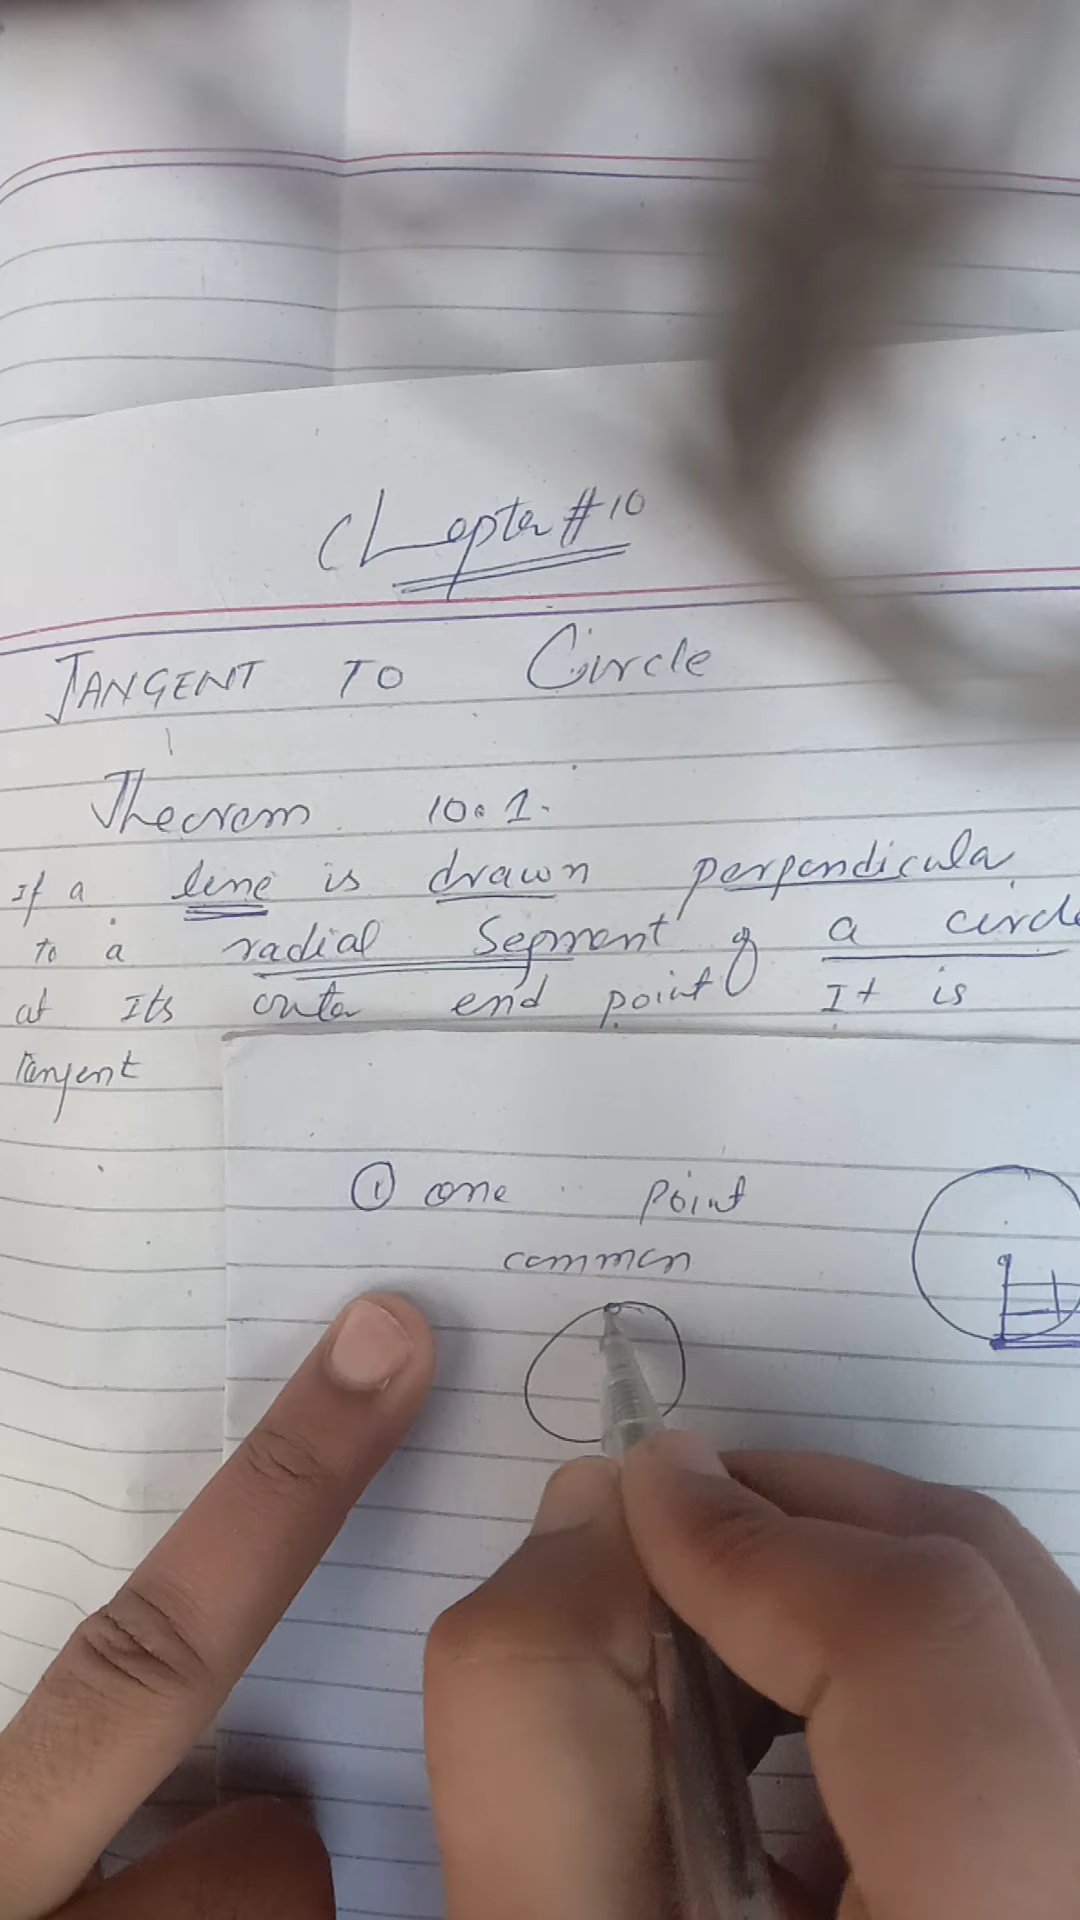 Chapter # 10
TANGENT TO Circle
Theorem 10.1.
If a line is drawn perpendicula
to a radial Segment of a circle
at Its outer end point It is
Tangent
① one point
common